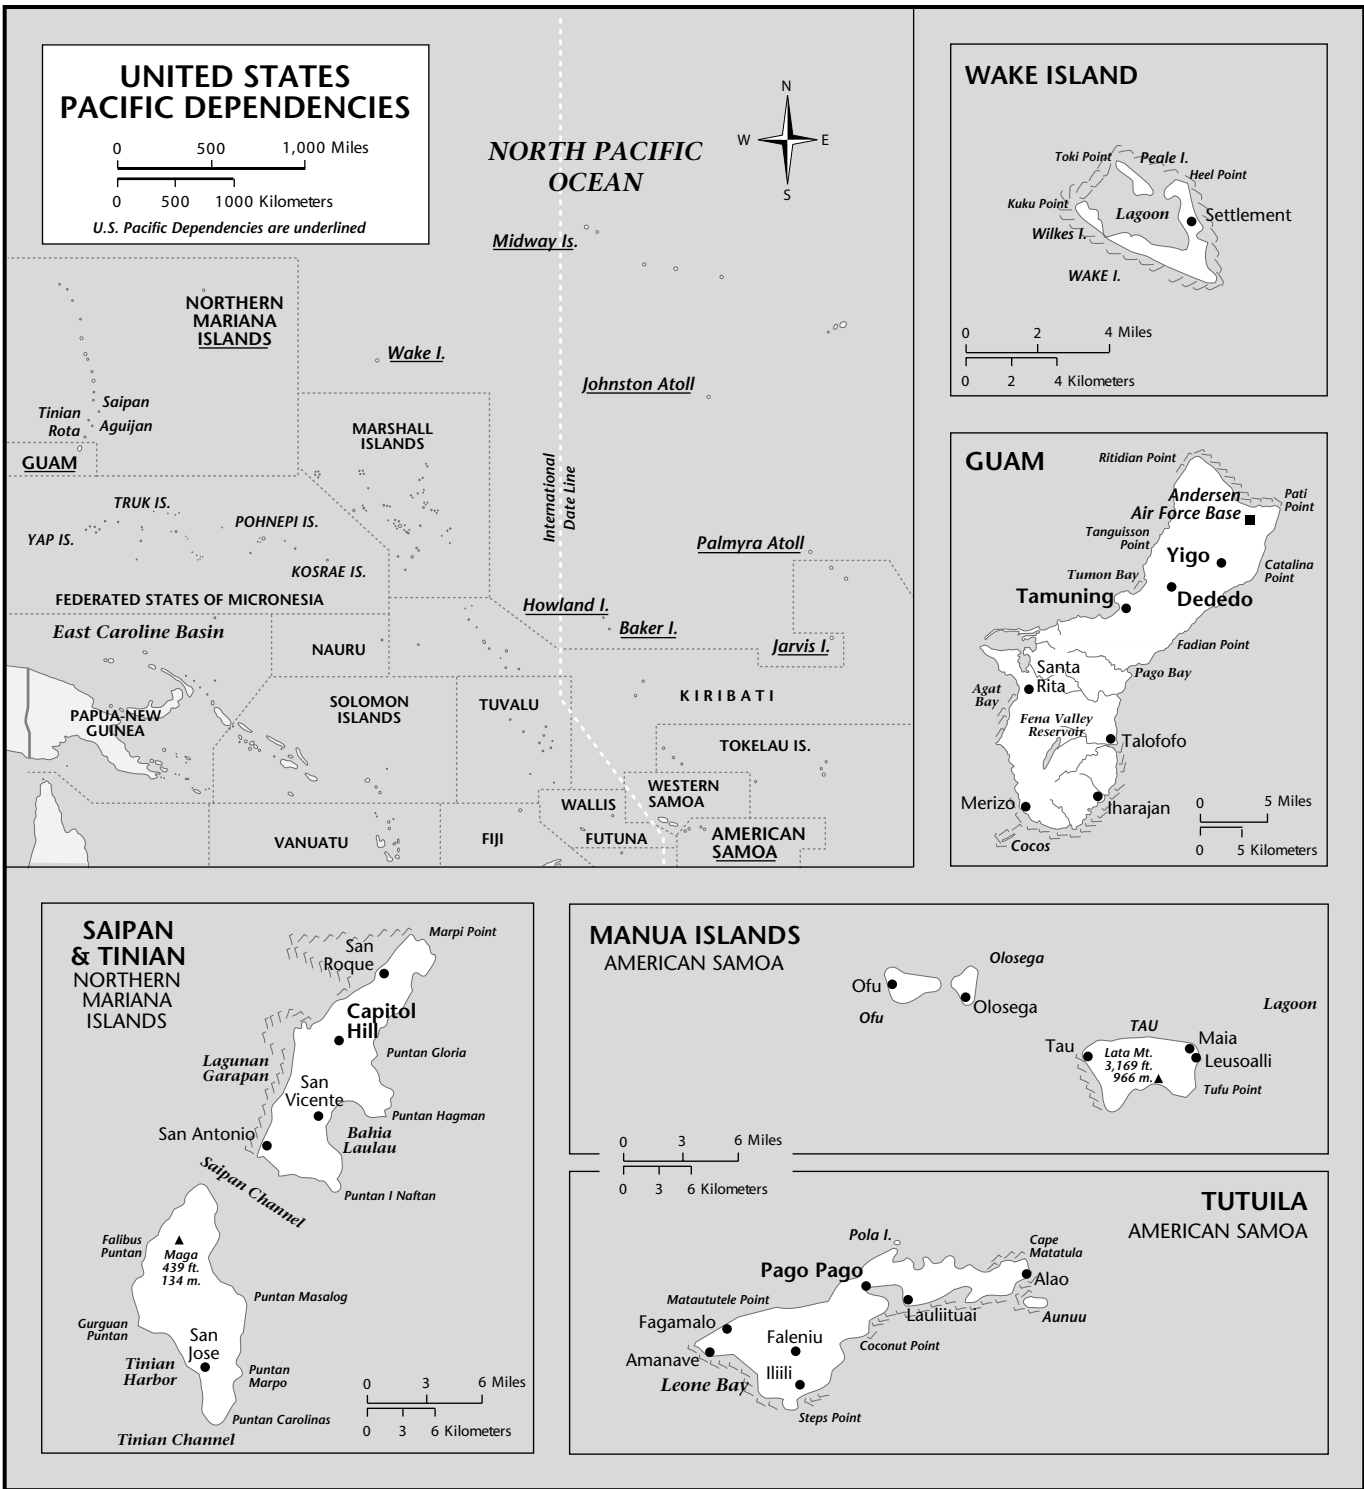 UNITED STATES
PACIFIC DEPENDENCIES
0 500 1,000 Miles
0 500 1000 Kilometers
U.S. Pacific Dependencies are underlined
N
W E
S
NORTH PACIFIC
OCEAN
Midway Is.
NORTHERN
MARIANA
ISLANDS
Wake I.
Johnston Atoll
Saipan
Tinian
Aguijan
Rota
MARSHALL
ISLANDS
GUAM
International
Date Line
TRUK IS.
POHNEPI IS.
YAP IS.
KOSRAE IS.
Palmyra Atoll
FEDERATED STATES OF MICRONESIA
Howland I.
East Caroline Basin
Baker I.
Jarvis I.
NAURU
KIRIBATI
SOLOMON
ISLANDS
TUVALU
PAPUA-NEW
GUINEA
TOKELAU IS.
WESTERN
SAMOA
WALLIS
FUTUNA
VANUATU
FIJI
AMERICAN
SAMOA
WAKE ISLAND
Toki Point
Peale I.
Heel Point
Kuku Point
Lagoon
Settlement
Wilkes I.
WAKE I.
0 2 4 Miles
0 2 4 Kilometers
GUAM
Ritidian Point
Andersen
Air Force Base
Pati
Point
Tanguisson
Point
Yigo
Catalina
Point
Tumon Bay
Tamuning
Dededo
Fadian Point
Santa
Rita
Pago Bay
Agat
Bay
Fena Valley
Reservoir
Talofofo
Merizo
Iharajan
Cocos
0 5 Miles
0 5 Kilometers
SAIPAN
& TINIAN
NORTHERN
MARIANA
ISLANDS
Marpi Point
San
Roque
Capitol
Hill
Puntan Gloria
Lagunan
Garapan
San
Vicente
Puntan Hagman
San Antonio
Bahia
Laulau
Saipan Channel
Puntan I Naftan
Falibus
Puntan
Maga
439 ft.
134 m.
Puntan Masalog
Gurguan
Puntan
San
Jose
Tinian
Harbor
Puntan
Marpo
Puntan Carolinas
Tinian Channel
0 3 6 Miles
0 3 6 Kilometers
MANUA ISLANDS
AMERICAN SAMOA
Olosega
Ofu
Olosega
Ofu
Lagoon
TAU
Tau
Maia
Lata Mt.
3,169 ft.
966 m.
Leusoalli
Tufu Point
0 3 6 Miles
0 3 6 Kilometers
TUTUILA
AMERICAN SAMOA
Pola I.
Cape
Matatula
Pago Pago
Alao
Mataututele Point
Lauliituai
Aunuu
Fagamalo
Faleniu
Coconut Point
Amanave
Iliili
Leone Bay
Steps Point